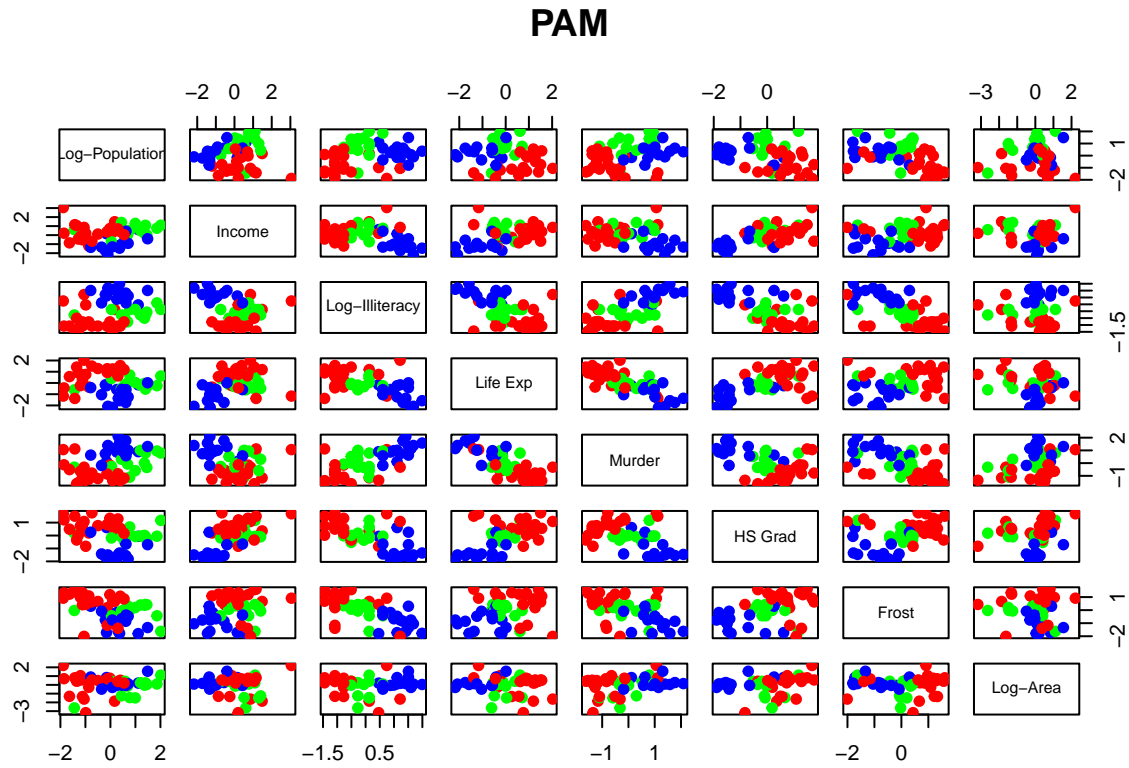 PAM
−2 0 2 −2 0 2 −2 0 −3 2
Log−Population
1
−2
2
−2
Income
Log−Illiteracy
−1.5
2
−2
Life Exp
Murder
2
−1
1
−2
HS Grad
Frost
1
−2
2
−3
Log−Area
−2 0 2 −1.5 0.5 −1 1 −2 0